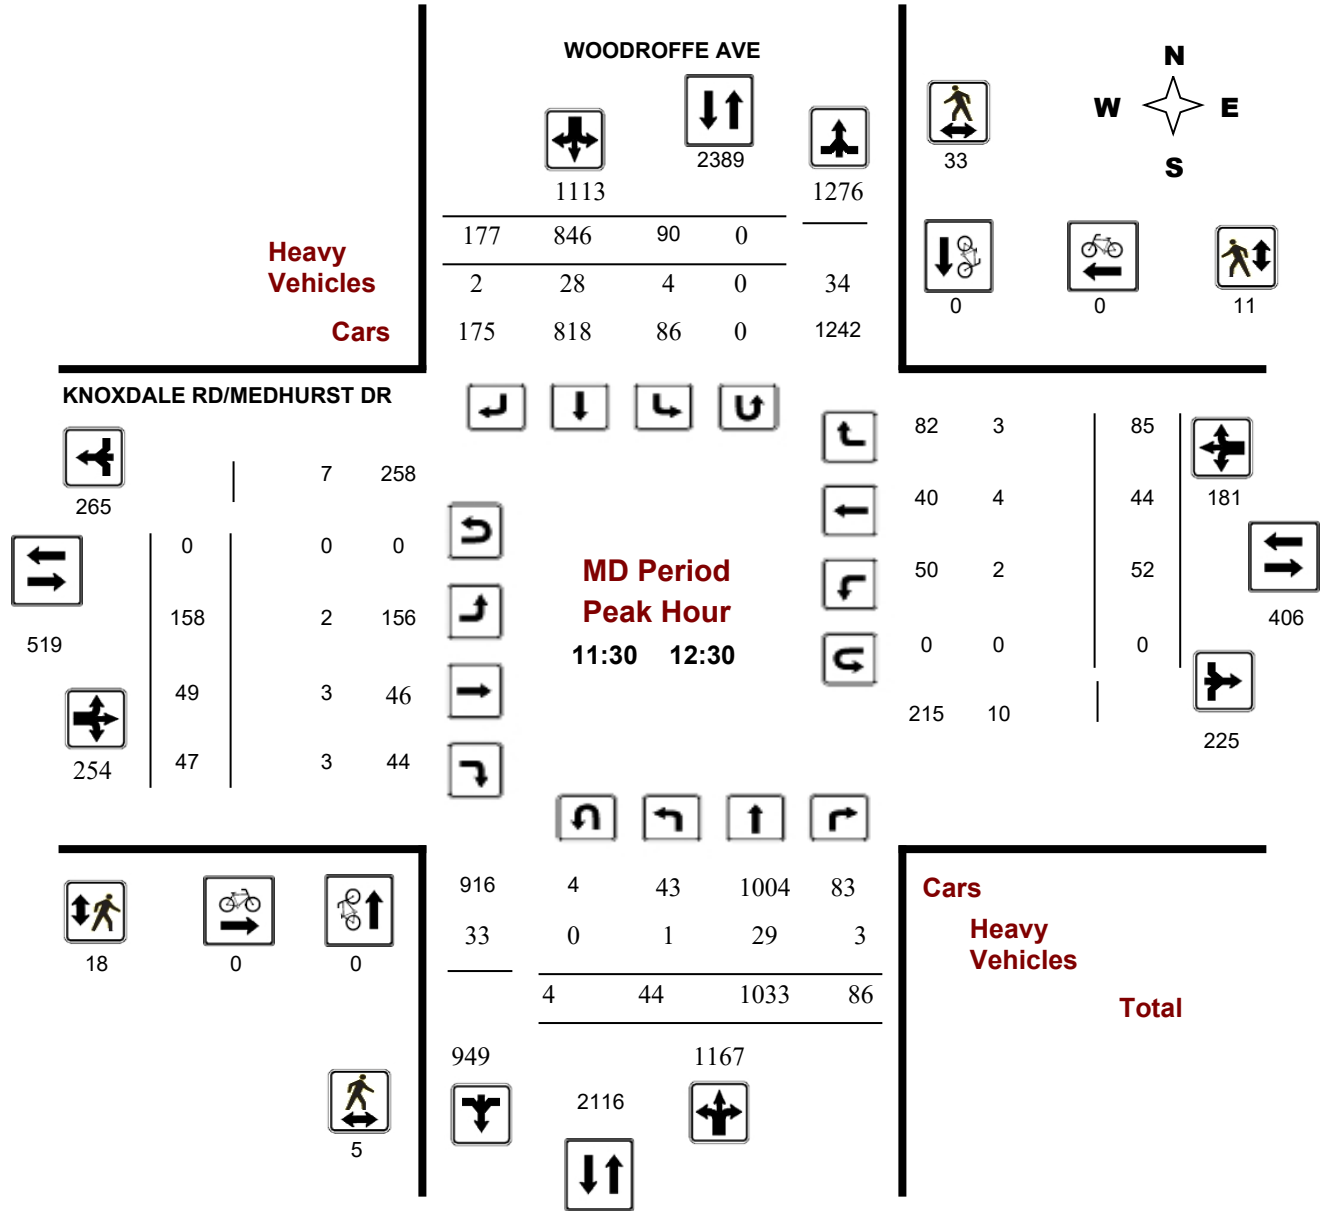 WOODROFFE AVE
N
W E
S
2389
33
1113
1276
177 846 90 0
Heavy
Vehicles
2 28 4 0 34
0 0 11
Cars
175 818 86 0 1242
KNOXDALE RD/MEDHURST DR
82 3 85
7 258
265
40 4 44
181
0 0 0
MD Period
50 2 52
158 2 156
Peak Hour
406
519
11:30 12:30
0 0 0
49 3 46
215 10
225
254
47 3 44
916 4 43 1004 83
Cars
33 0 1 29 3
Heavy
Vehicles
18 0 0
4 44 1033 86
Total
949 1167
2116
5